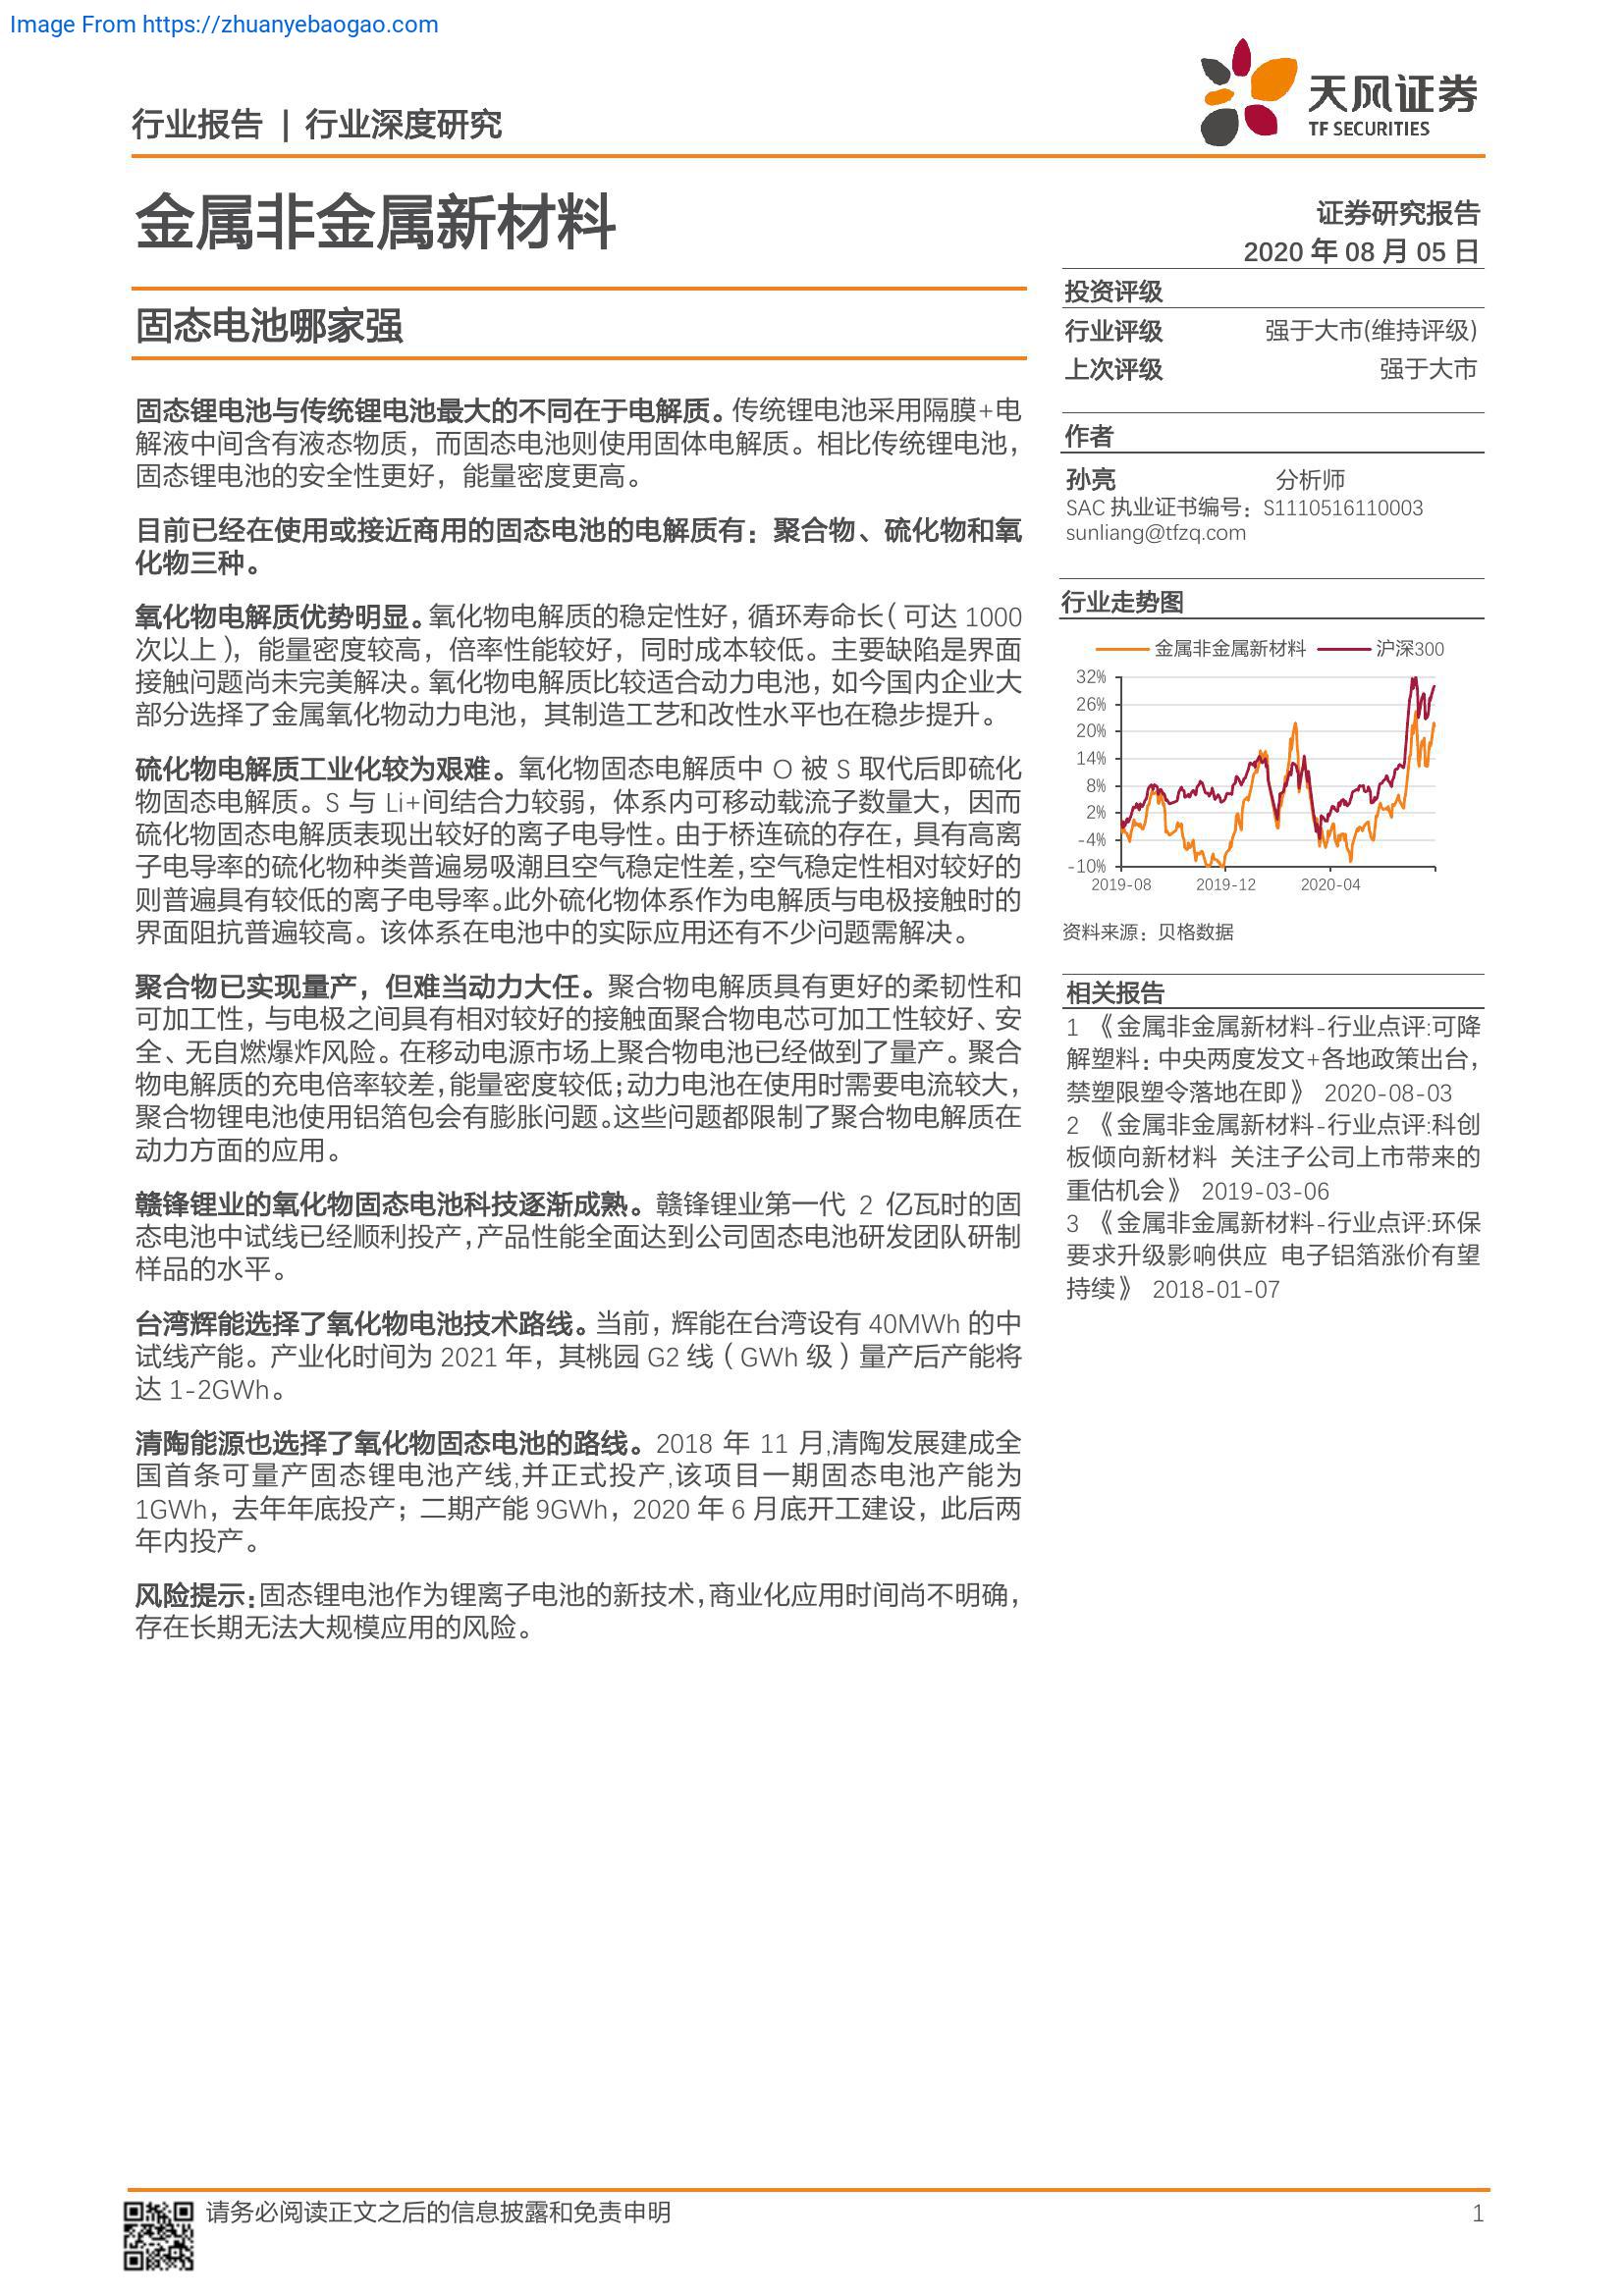 Image From https://zhuanyebaogao.com
行业报告 | 行业深度研究
天风证券
TF SECURITIES
金属非金属新材料
证券研究报告
2020 年 08 月 05 日
固态电池哪家强
固态锂电池与传统锂电池最大的不同在于电解质。传统锂电池采用隔膜+电
解液中间含有液态物质，而固态电池则使用固体电解质。相比传统锂电池，
固态锂电池的安全性更好，能量密度更高。
目前已经在使用或接近商用的固态电池的电解质有：聚合物、硫化物和氧
化物三种。
氧化物电解质优势明显。氧化物电解质的稳定性好，循环寿命长（可达 1000
次以上），能量密度较高，倍率性能较好，同时成本较低。主要缺陷是界面
接触问题尚未完美解决。氧化物电解质比较适合动力电池，如今国内企业大
部分选择了金属氧化物动力电池，其制造工艺和改性水平也在稳步提升。
硫化物电解质工业化较为艰难。氧化物固态电解质中 O 被 S 取代后即硫化
物固态电解质。S 与 Li+间结合力较弱，体系内可移动载流子数量大，因而
硫化物固态电解质表现出较好的离子电导性。由于桥连硫的存在，具有高离
子电导率的硫化物种类普遍易吸潮且空气稳定性差，空气稳定性相对较好的
则普遍具有较低的离子电导率。此外硫化物体系作为电解质与电极接触时的
界面阻抗普遍较高。该体系在电池中的实际应用还有不少问题需解决。
聚合物已实现量产，但难当动力大任。聚合物电解质具有更好的柔韧性和
可加工性，与电极之间具有相对较好的接触面聚合物电芯可加工性较好、安
全、无自燃爆炸风险。在移动电源市场上聚合物电池已经做到了量产。聚合
物电解质的充电倍率较差，能量密度较低；动力电池在使用时需要电流较大，
聚合物锂电池使用铝箔包会有膨胀问题。这些问题都限制了聚合物电解质在
动力方面的应用。
赣锋锂业的氧化物固态电池科技逐渐成熟。赣锋锂业第一代 2 亿瓦时的固
态电池中试线已经顺利投产，产品性能全面达到公司固态电池研发团队研制
样品的水平。
台湾辉能选择了氧化物电池技术路线。当前，辉能在台湾设有 40MWh 的中
试线产能。产业化时间为 2021 年，其桃园 G2 线（GWh 级）量产后产能将
达 1-2GWh。
清陶能源也选择了氧化物固态电池的路线。2018 年 11 月,清陶发展建成全
国首条可量产固态锂电池产线,并正式投产,该项目一期固态电池产能为
1GWh，去年年底投产；二期产能 9GWh，2020 年 6 月底开工建设，此后两
年内投产。
风险提示：固态锂电池作为锂离子电池的新技术，商业化应用时间尚不明确，
存在长期无法大规模应用的风险。
投资评级
行业评级 强于大市(维持评级)
上次评级 强于大市
作者
孙亮 分析师
SAC 执业证书编号：S1110516110003
sunliang@tfzq.com
行业走势图
金属非金属新材料 沪深300
32%
26%
20%
14%
8%
2%
-4%
-10%
2019-08 2019-12 2020-04
资料来源：贝格数据
相关报告
1 《金属非金属新材料-行业点评:可降
解塑料：中央两度发文+各地政策出台，
禁塑限塑令落地在即》 2020-08-03
2 《金属非金属新材料-行业点评:科创
板倾向新材料 关注子公司上市带来的
重估机会》 2019-03-06
3 《金属非金属新材料-行业点评:环保
要求升级影响供应 电子铝箔涨价有望
持续》 2018-01-07
请务必阅读正文之后的信息披露和免责申明
1